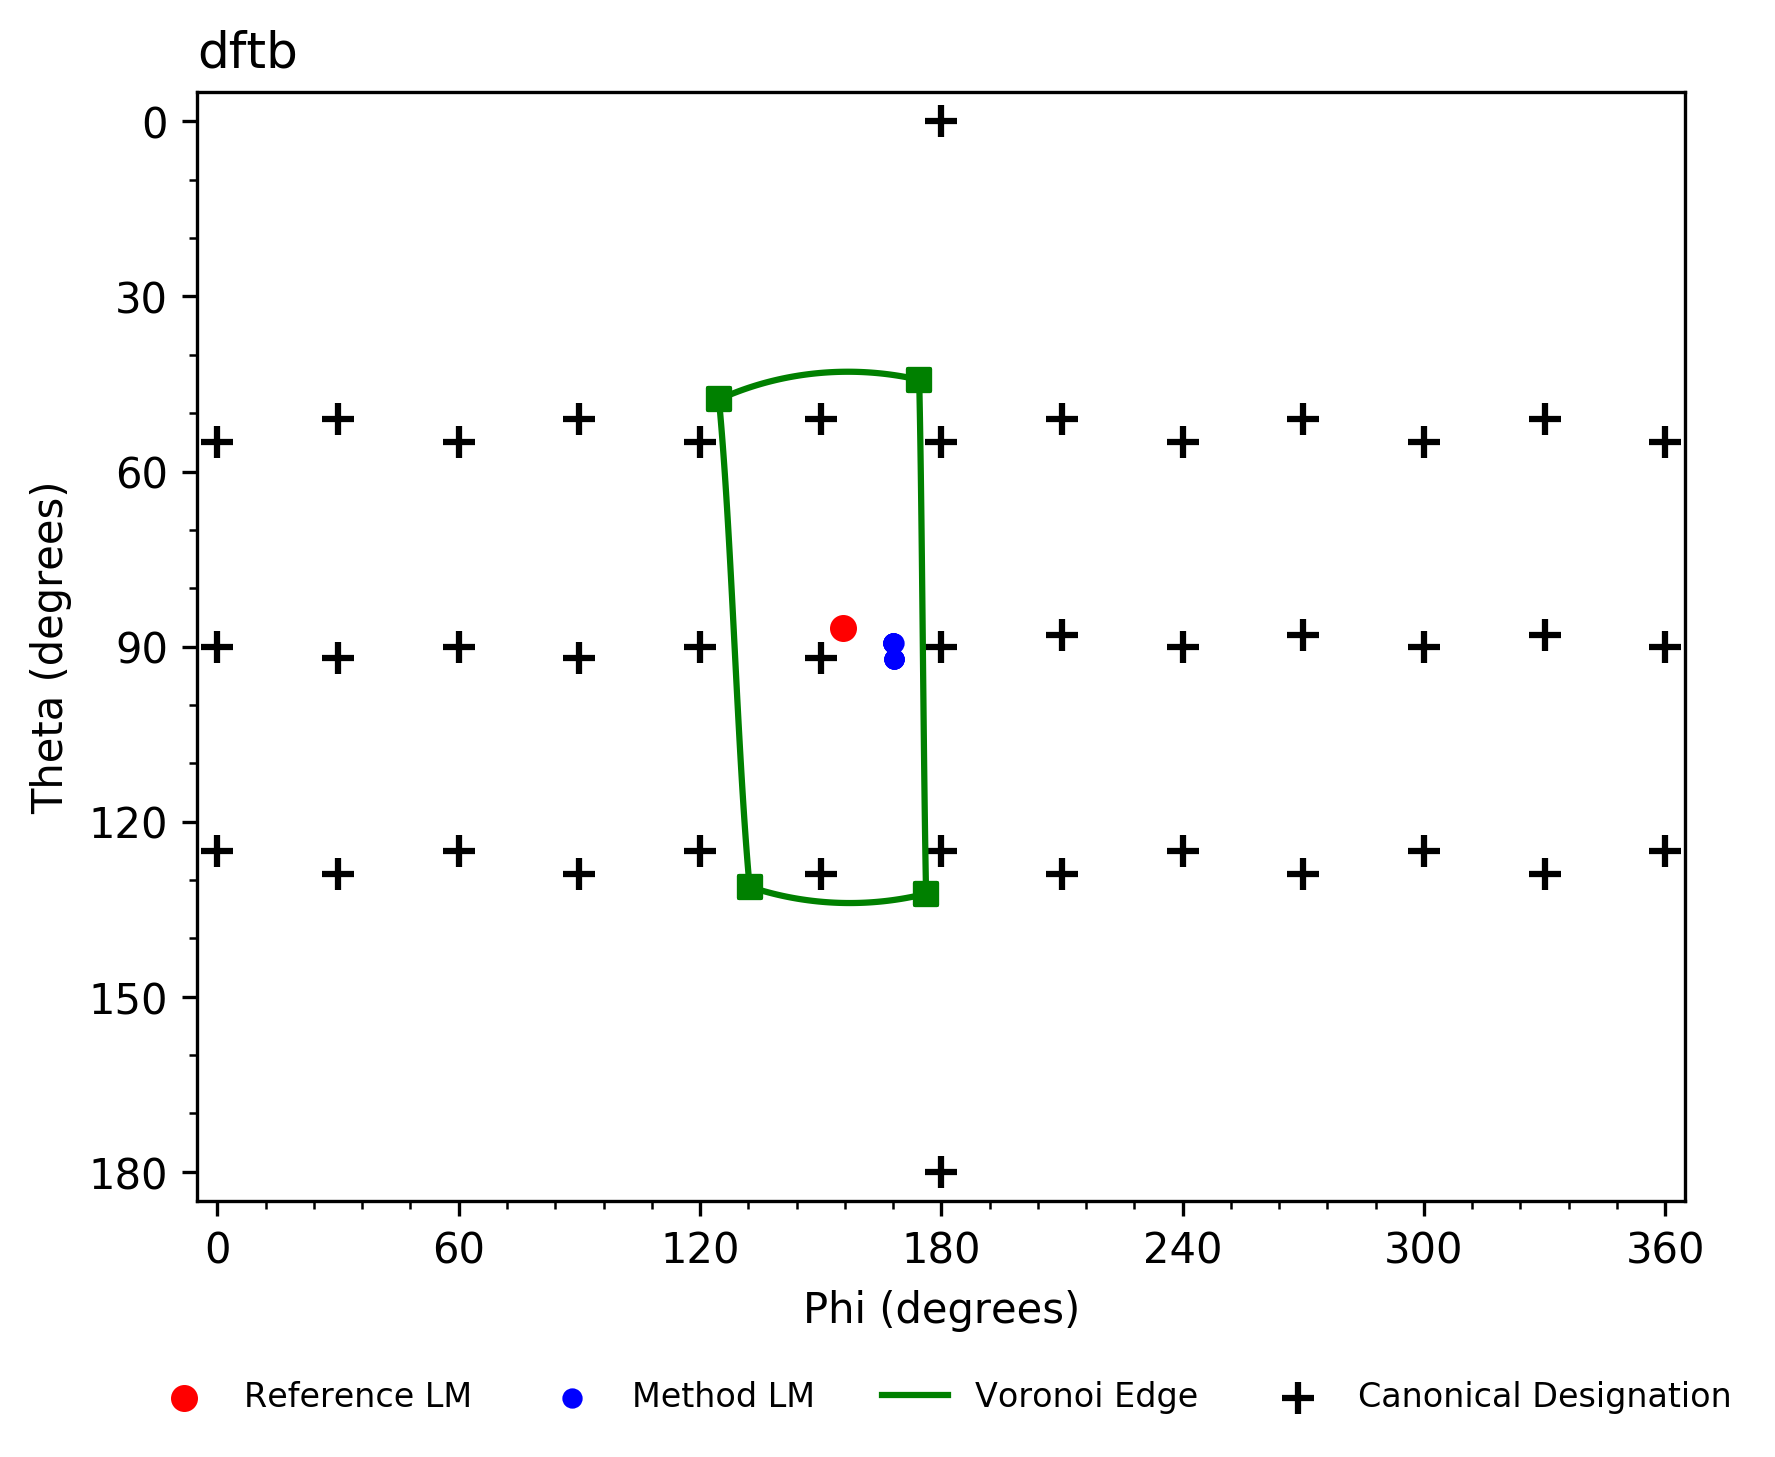 dftb
0
30
60
90
120
150
180
Theta (degrees)
0 60 120 180 240 300 360
Phi (degrees)
Reference LM Method LM Voronoi Edge Canonical Designation